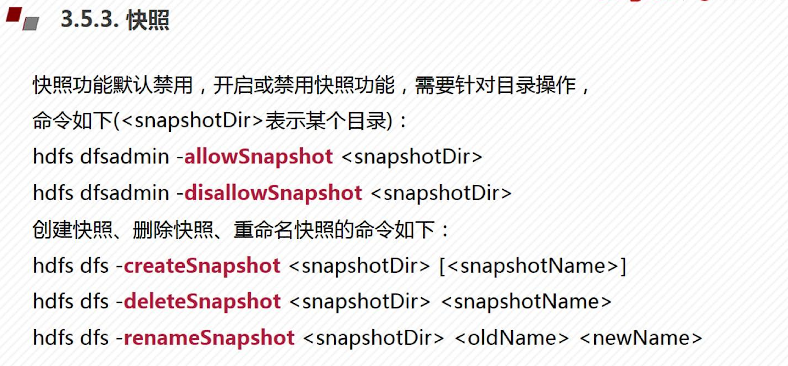 3.5.3. 快照
快照功能默认禁用，开启或禁用快照功能，需要针对目录操作，
命令如下(<snapshotDir>表示某个目录)：
hdfs dfsadmin -allowSnapshot <snapshotDir>
hdfs dfsadmin -disallowSnapshot <snapshotDir>
创建快照、删除快照、重命名快照的命令如下：
hdfs dfs -createSnapshot <snapshotDir> [<snapshotName>]
hdfs dfs -deleteSnapshot <snapshotDir> <snapshotName>
hdfs dfs -renameSnapshot <snapshotDir> <oldName> <newName>